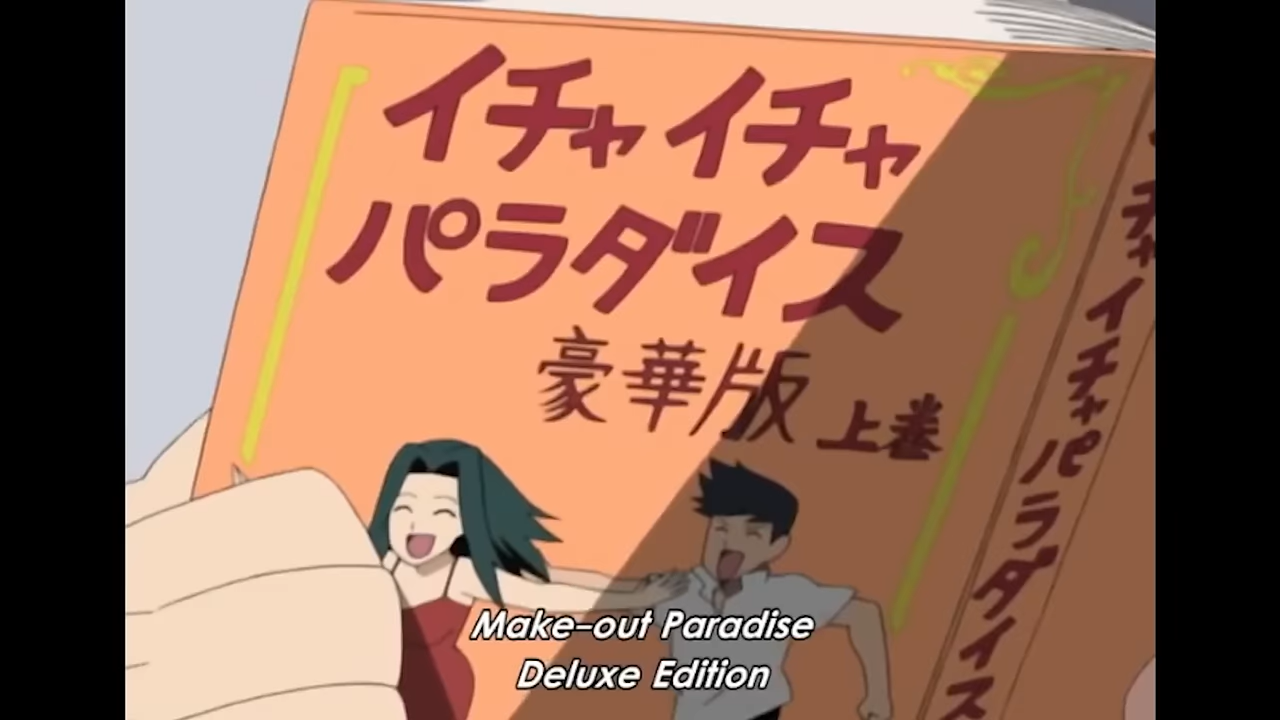 イチャイチャ
パラダイス
豪華版 上巻
チャイチャパラダイス
Make-out Paradise
Deluxe Edition